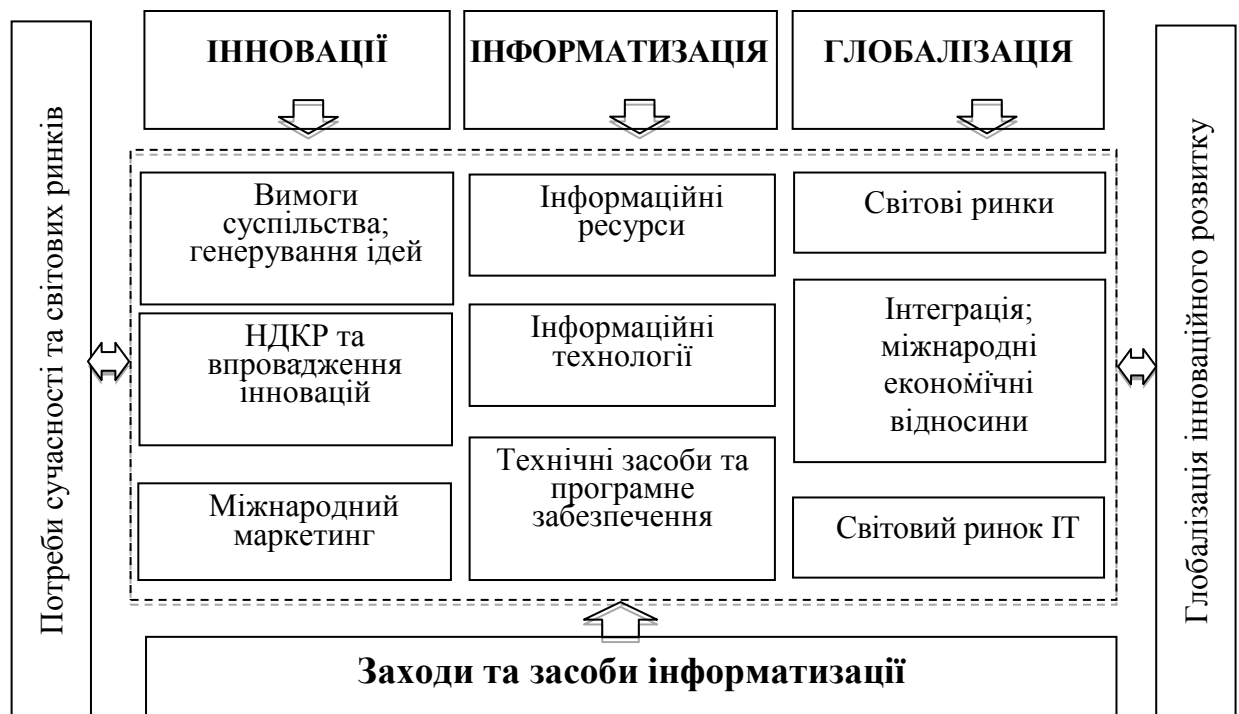 Потреби сучасності та світових ринків
ІННОВАЦІЇ
ІНФОРМАТИЗАЦІЯ
ГЛОБАЛІЗАЦІЯ
Вимоги
суспільства;
генерування ідей
НДКР та
впровадження
інновацій
Міжнародний
маркетинг
Інформаційні
ресурси
Інформаційні
технології
Технічні засоби та
програмне
забезпечення
Світові ринки
Інтеграція;
міжнародні
економічні
відносини
Світовий ринок ІТ
Глобалізація інноваційного розвитку
Заходи та засоби інформатизації